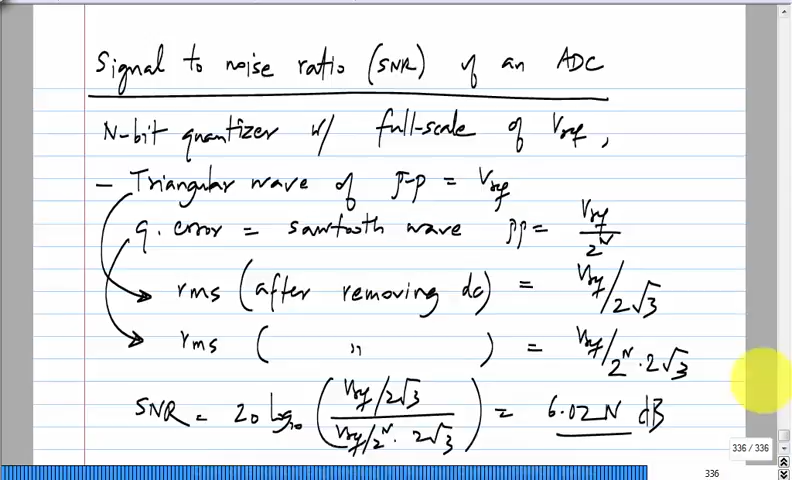 Signal to noise ratio (SNR) of an ADC
N-bit quantizer w/ full-scale of Vref,
— Triangular wave of p-p = Vref
q. error = sawtooth wave pp = Vref / 2^N
rms (after removing dc) = Vref/2√3
rms ( " ) = Vref/2^N · 2√3
SNR = 20 log10 ( Vref/2√3 / Vref/2^N · 2√3 ) = 6.02N dB
336 / 336
336